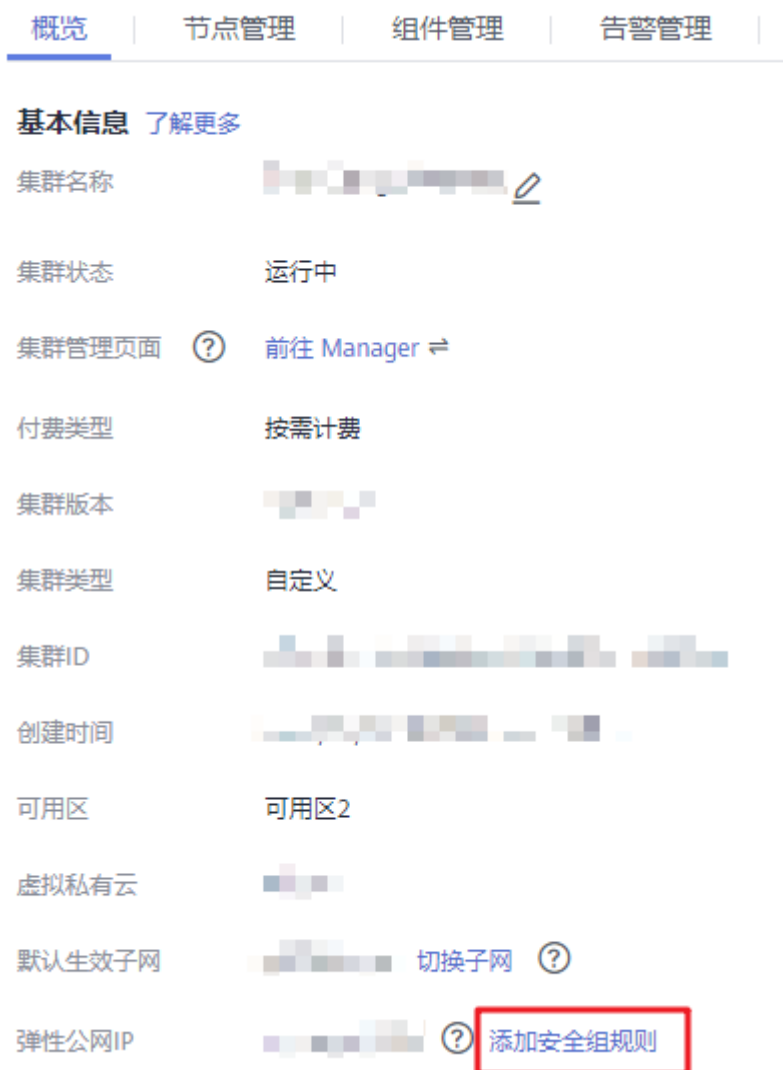 概览 节点管理 组件管理 告警管理
基本信息 了解更多
集群名称
集群状态 运行中
集群管理页面 ? 前往 Manager ⇌
付费类型 按需计费
集群版本
集群类型 自定义
集群ID
创建时间
可用区 可用区2
虚拟私有云
默认生效子网 切换子网 ?
弹性公网IP ? 添加安全组规则